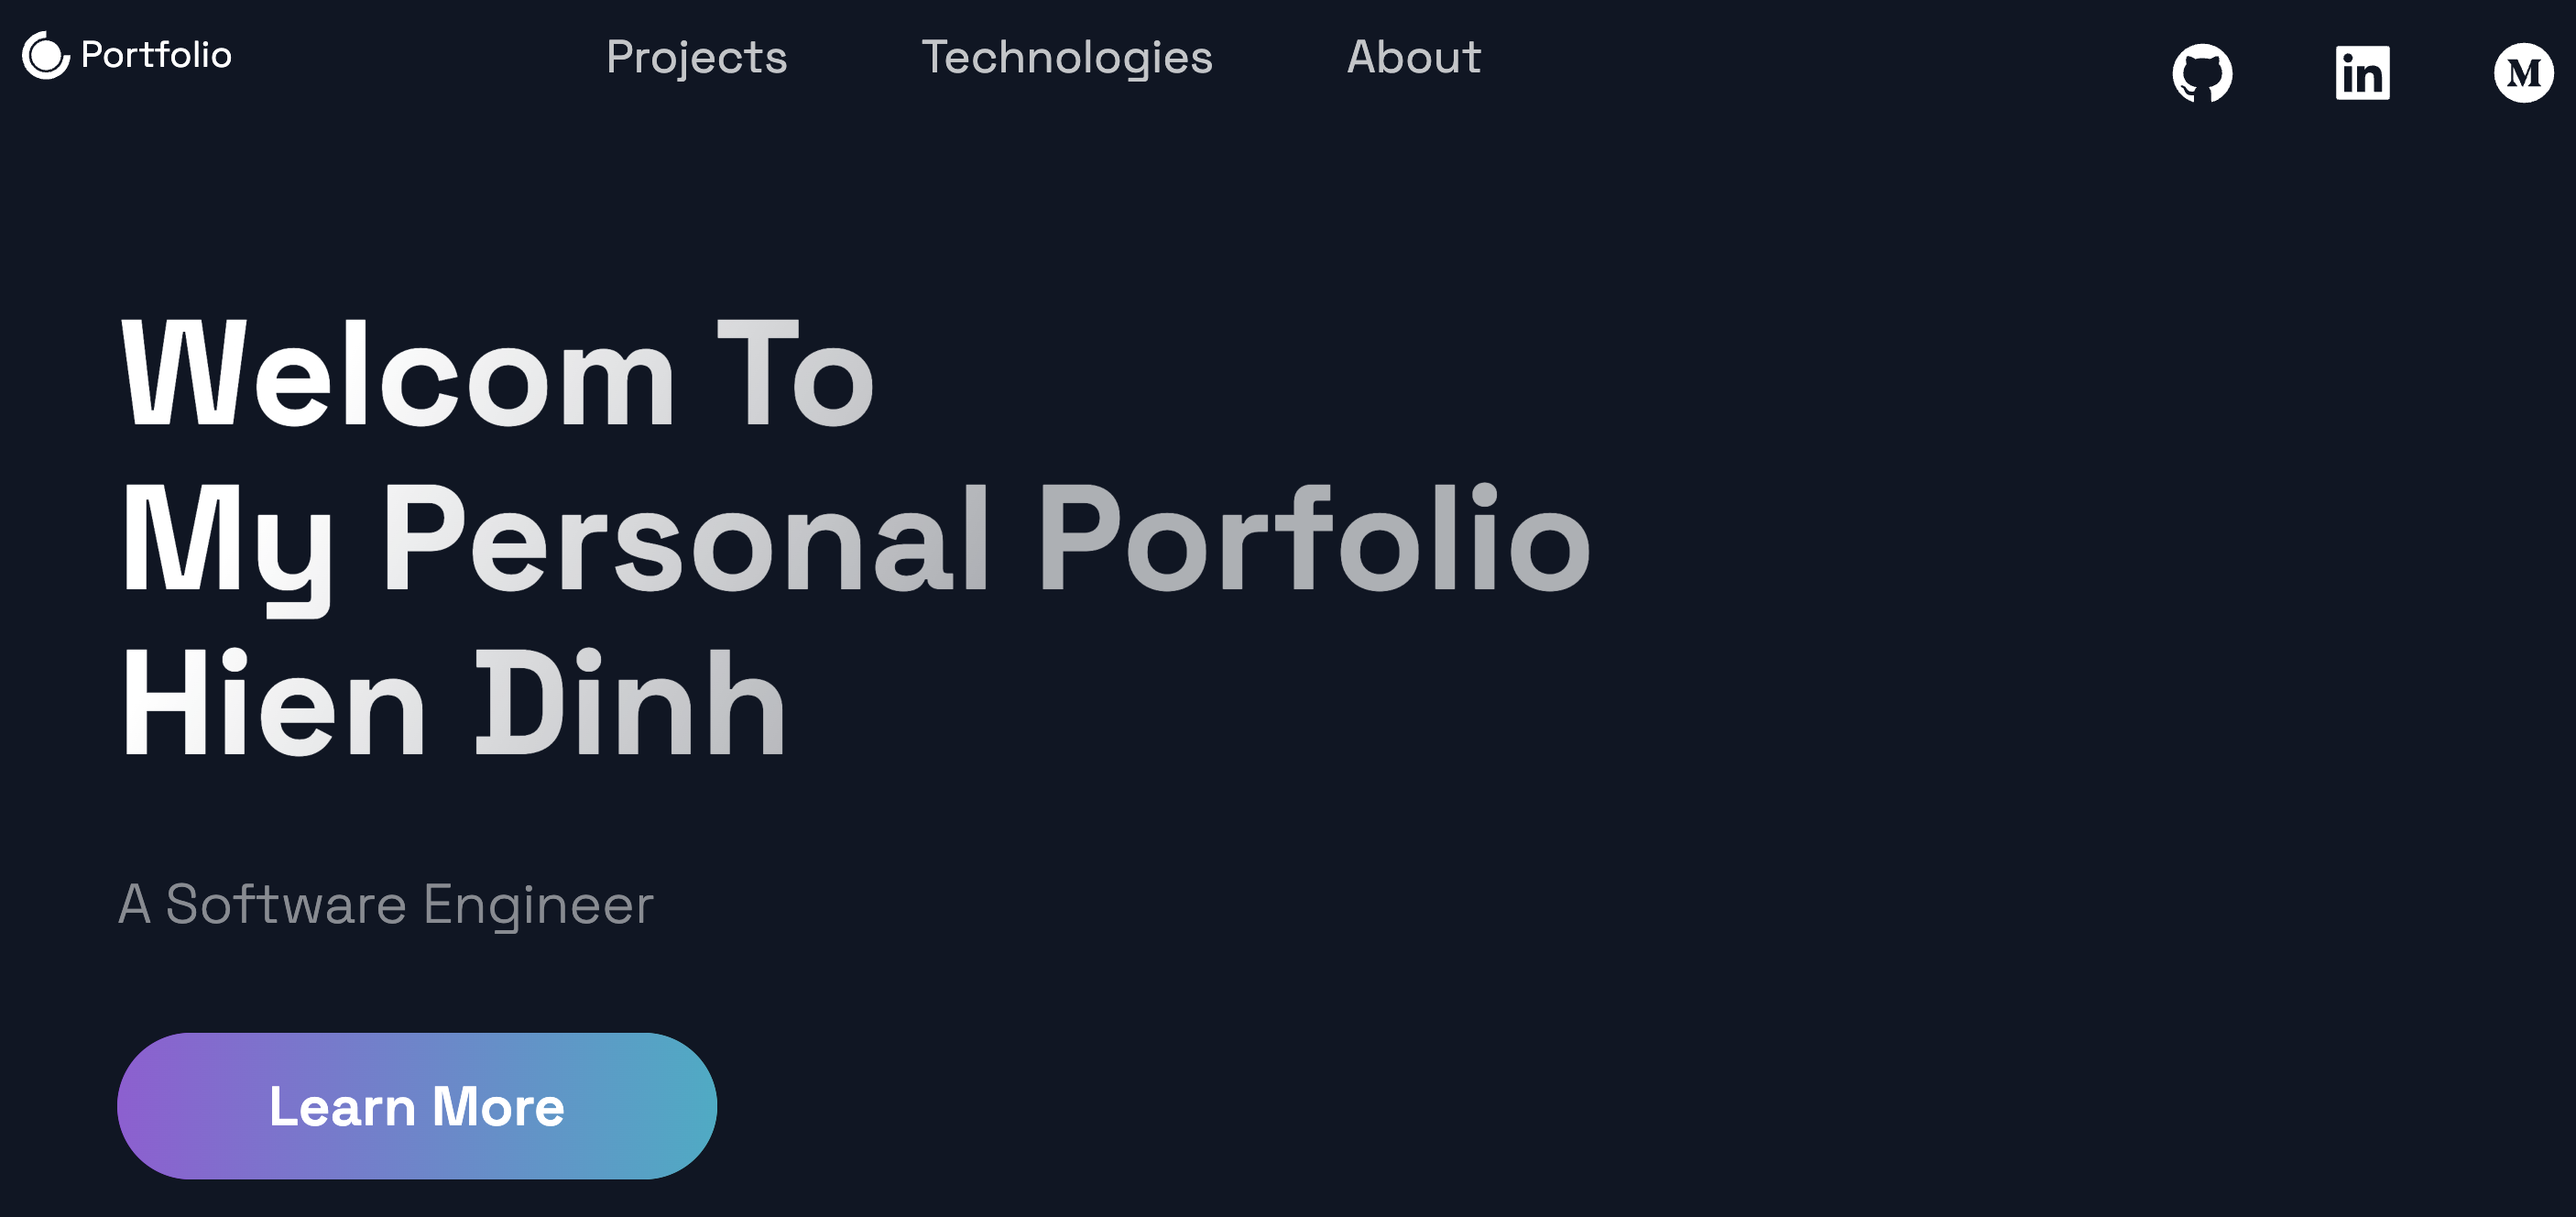 Portfolio
Projects
Technologies
About
in
M
Welcom To
My Personal Porfolio
Hien Dinh
A Software Engineer
Learn More